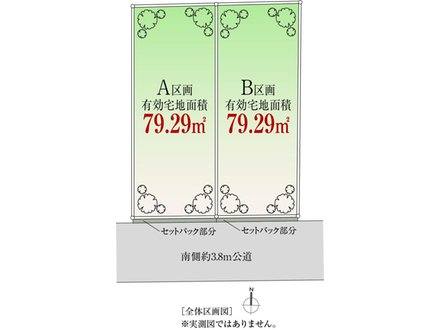 A区画
有効宅地面積
79.29㎡
B区画
有効宅地面積
79.29㎡
セットバック部分
セットバック部分
南側約3.8m公道
N
［全体区画図］
※実測図ではありません。